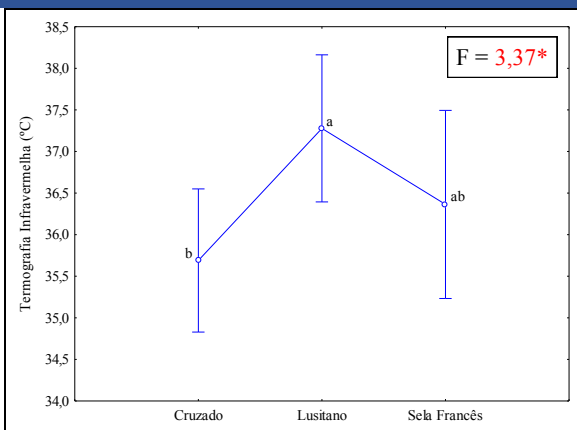 F = 3,37*
Termografia Infravermelha (ºC)
38,5
38,0
37,5
37,0
36,5
36,0
35,5
35,0
34,5
34,0
b
a
ab
Cruzado
Lusitano
Sela Francês